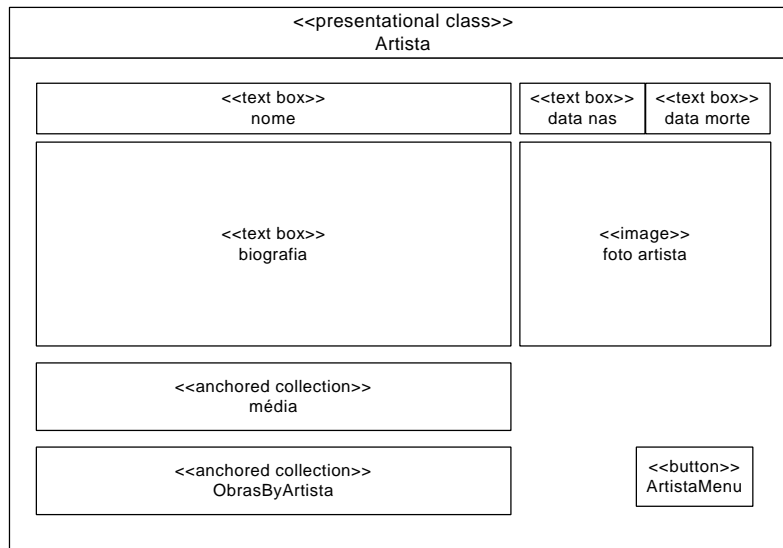 <<presentational class>>
Artista
<<text box>>
nome
<<text box>>
data nas
<<text box>>
data morte
<<text box>>
biografia
<<image>>
foto artista
<<anchored collection>>
média
<<anchored collection>>
ObrasByArtista
<<button>>
ArtistaMenu